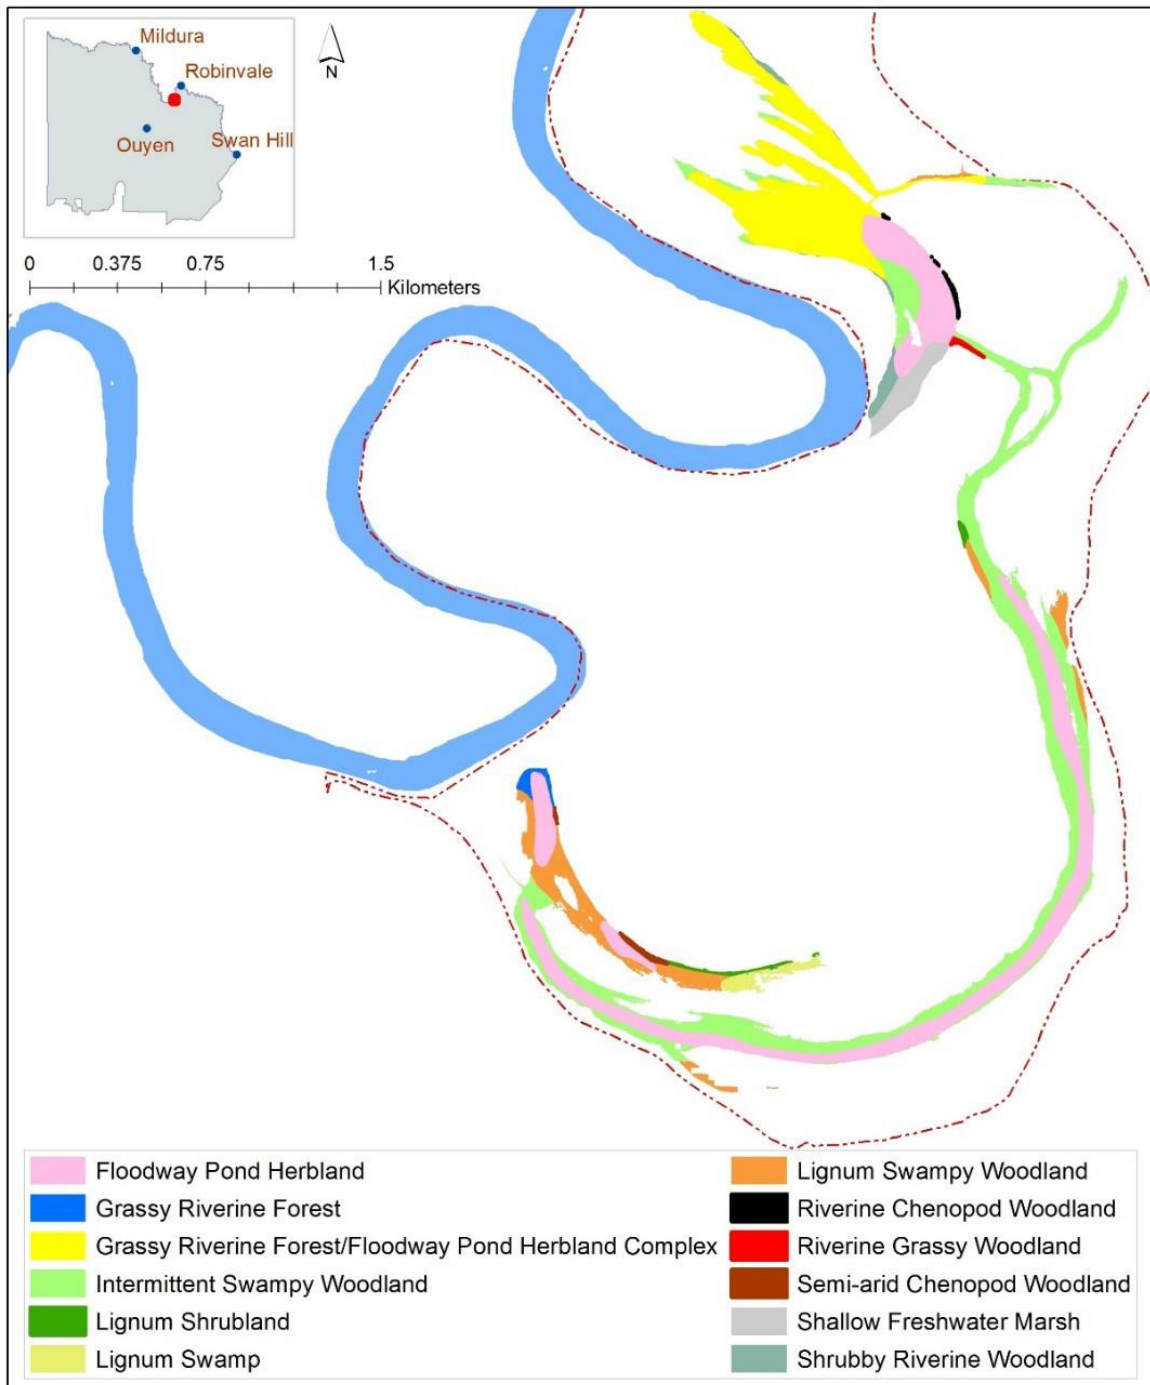 Mildura
Robinvale
Ouyen
Swan Hill
N
0 0.375 0.75 1.5
Kilometers
Floodway Pond Herbland
Grassy Riverine Forest
Grassy Riverine Forest/Floodway Pond Herbland Complex
Intermittent Swampy Woodland
Lignum Shrubland
Lignum Swamp
Lignum Swampy Woodland
Riverine Chenopod Woodland
Riverine Grassy Woodland
Semi-arid Chenopod Woodland
Shallow Freshwater Marsh
Shrubby Riverine Woodland